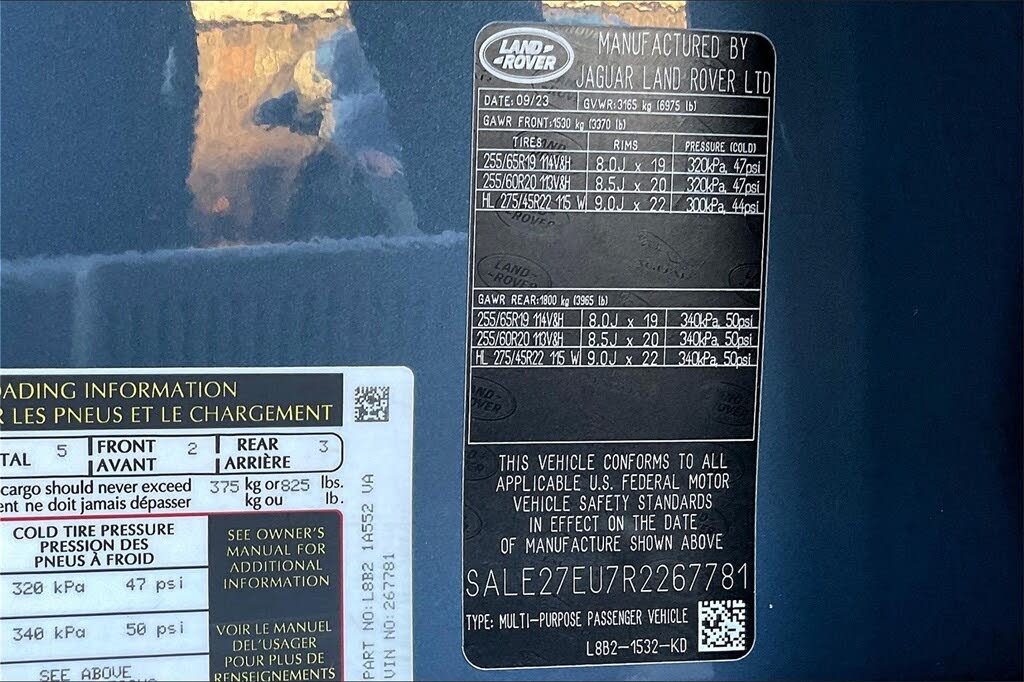 LAND-
-ROVER
MANUFACTURED BY
JAGUAR LAND ROVER LTD
DATE: 09/23 GVWR: 3165 kg (6975 lb)
GAWR FRONT: 1530 kg (3370 lb)
TIRES RIMS PRESSURE (COLD)
255/65R19 114V&H 8.0J x 19 320kPa, 47psi
255/60R20 113V&H 8.5J x 20 320kPa, 47psi
HL 275/45R22 115 W 9.0J x 22 300kPa, 44psi
GAWR REAR: 1800 kg (3965 lb)
255/65R19 114V&H 8.0J x 19 340kPa, 50psi
255/60R20 113V&H 8.5J x 20 340kPa, 50psi
HL 275/45R22 115 W 9.0J x 22 340kPa, 50psi
THIS VEHICLE CONFORMS TO ALL
APPLICABLE U.S. FEDERAL MOTOR
VEHICLE SAFETY STANDARDS
IN EFFECT ON THE DATE
OF MANUFACTURE SHOWN ABOVE
SALE27EU7R2267781
TYPE: MULTI-PURPOSE PASSENGER VEHICLE
L8B2-1532-KD
OADING INFORMATION
R LES PNEUS ET LE CHARGEMENT
TAL 5 FRONT 2 REAR 3
AVANT ARRIÈRE
cargo should never exceed 375 kg or 825 lbs.
ent ne doit jamais dépasser kg ou lb.
COLD TIRE PRESSURE
PRESSION DES
PNEUS À FROID
320 kPa 47 psi
340 kPa 50 psi
SEE ABOVE
SEE OWNER'S
MANUAL FOR
ADDITIONAL
INFORMATION
VOIR LE MANUEL
DEL'USAGER
POUR PLUS DE
RENSEIGNEMENTS
PART NO: L8B2 1A552 VA
VIN NO: 267781